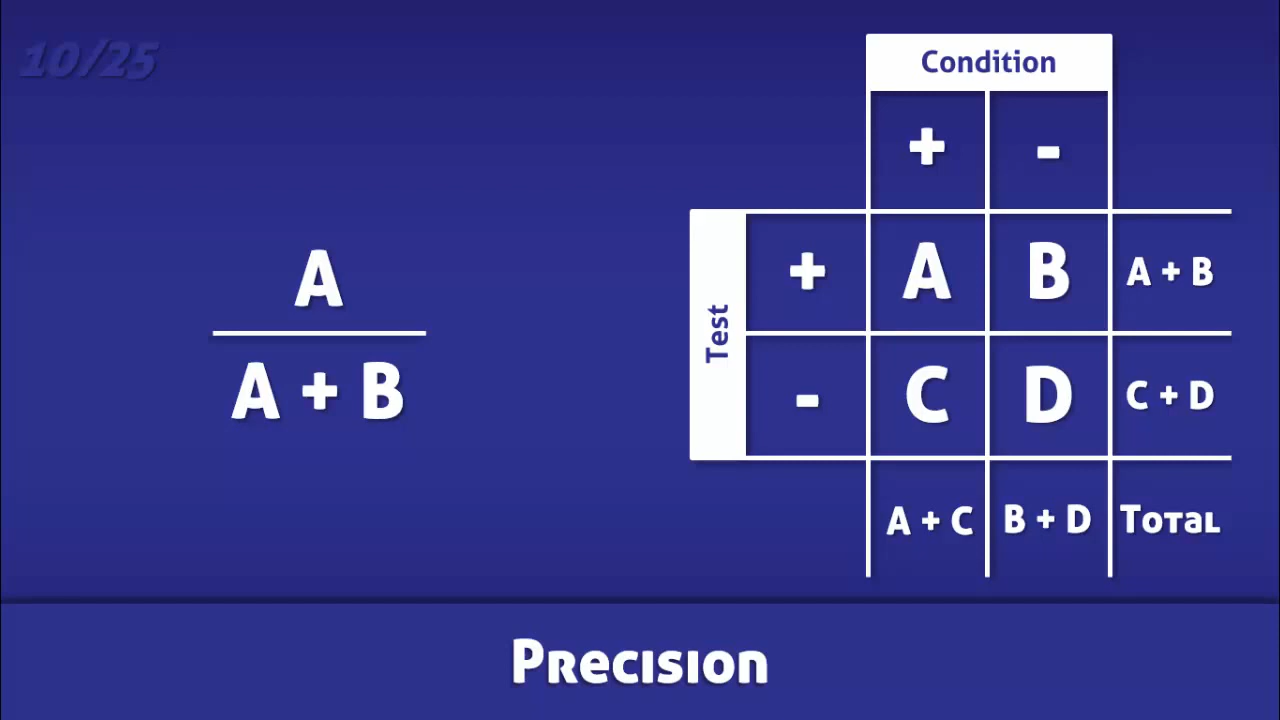 10/25
Condition
+ -
Test
+ A B A + B
- C D C + D
A + C B + D Total
A
A + B
Precision